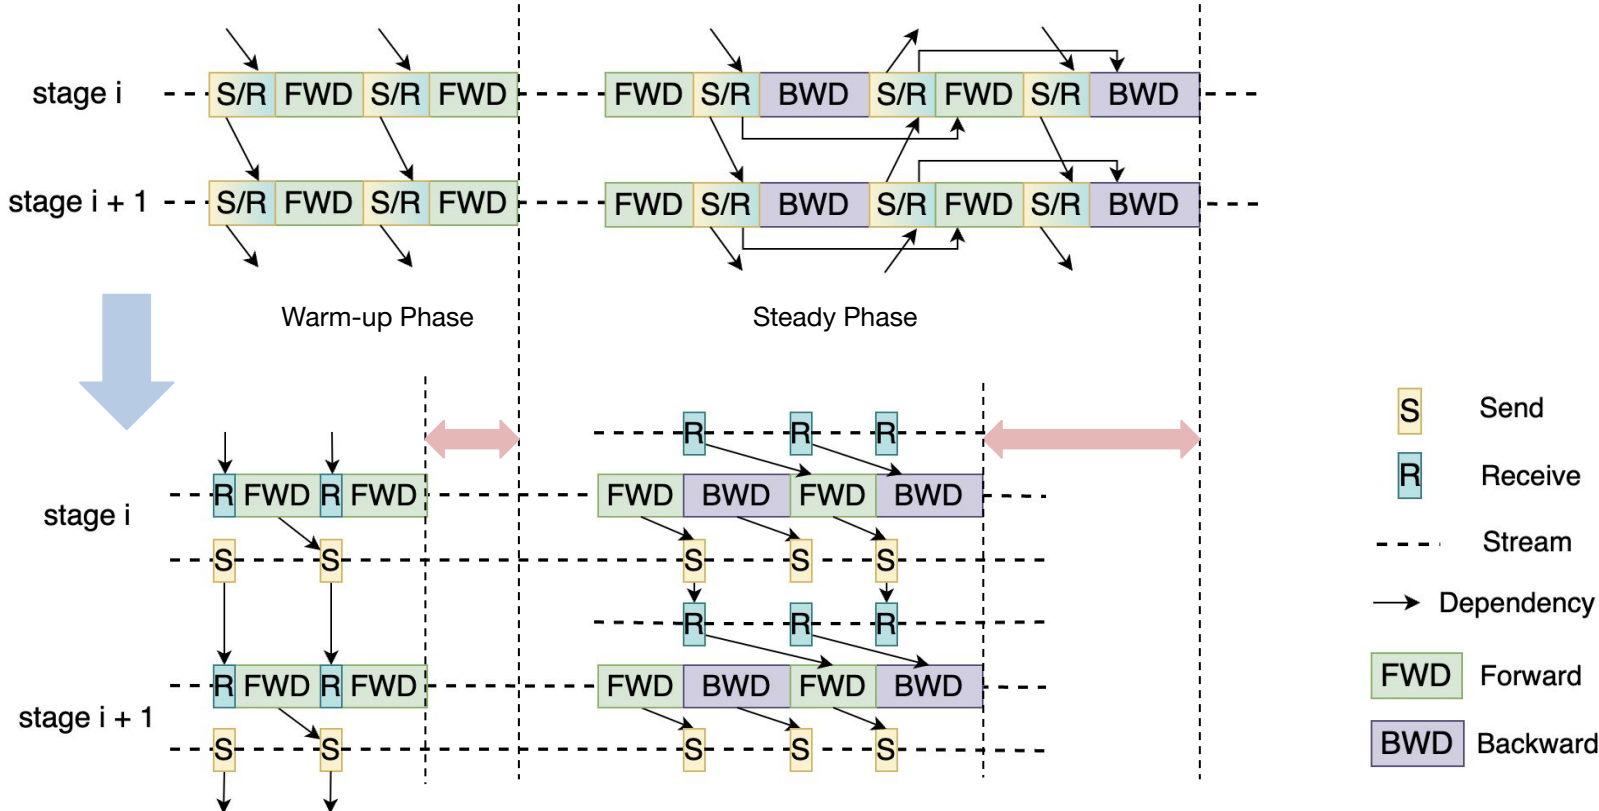 stage i S/R FWD S/R FWD FWD S/R BWD S/R FWD S/R BWD
stage i + 1 S/R FWD S/R FWD FWD S/R BWD S/R FWD S/R BWD
Warm-up Phase Steady Phase
R R R
stage i R FWD R FWD FWD BWD FWD BWD
S S S S S
R R R
stage i + 1 R FWD R FWD FWD BWD FWD BWD
S S S S S
S Send
R Receive
Stream
Dependency
FWD Forward
BWD Backward